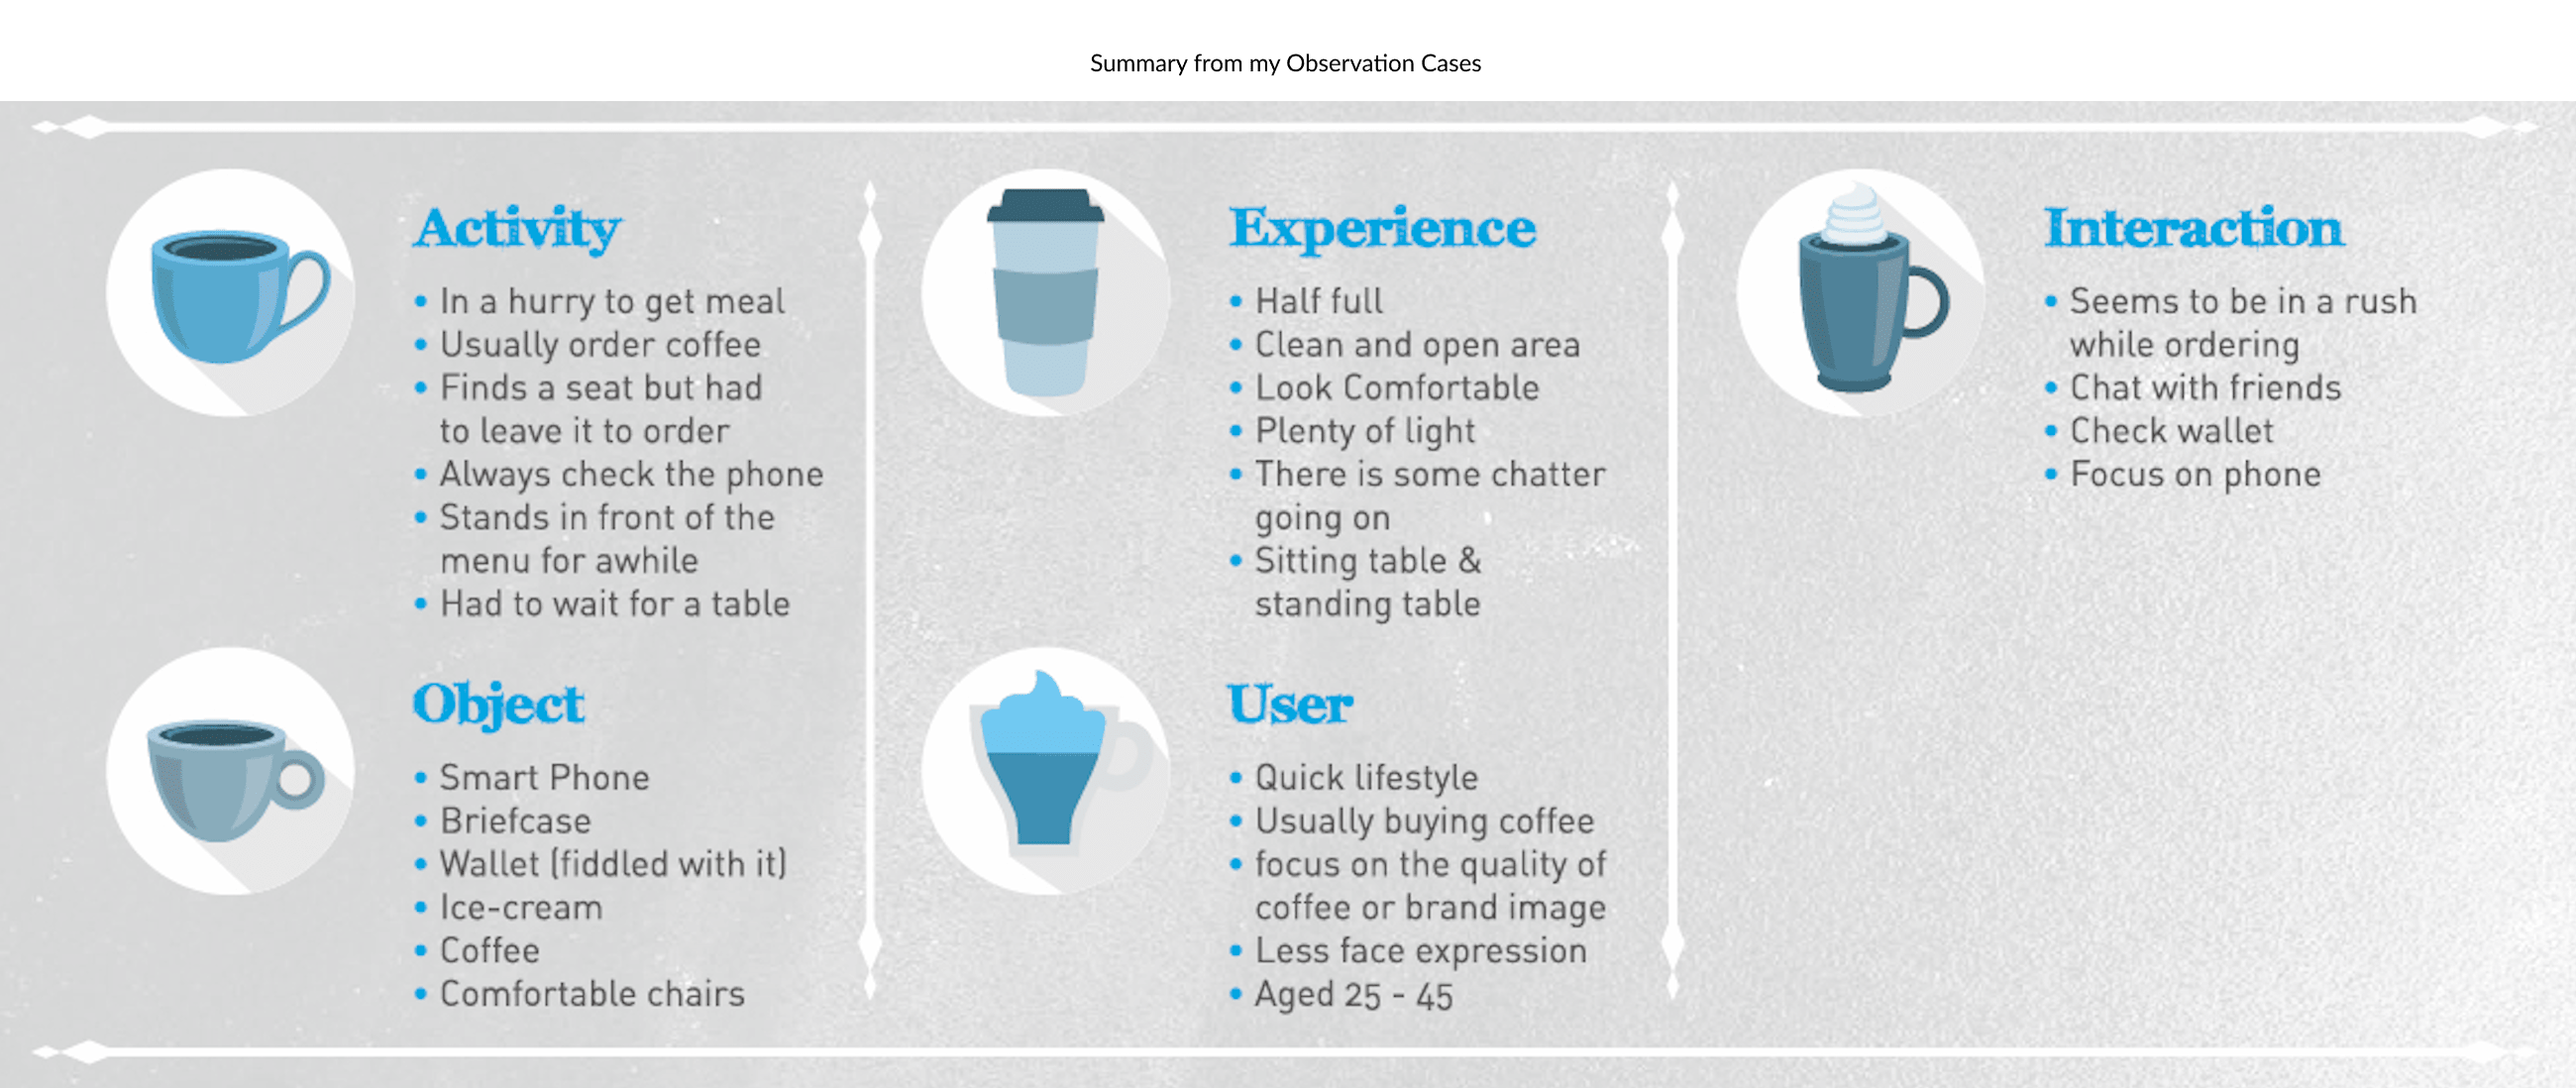 Summary from my Observation Cases
Activity
• In a hurry to get meal
• Usually order coffee
• Finds a seat but had
to leave it to order
• Always check the phone
• Stands in front of the
menu for awhile
• Had to wait for a table
Object
• Smart Phone
• Briefcase
• Wallet (fiddled with it)
• Ice-cream
• Coffee
• Comfortable chairs
Experience
• Half full
• Clean and open area
• Look Comfortable
• Plenty of light
• There is some chatter
going on
• Sitting table &
standing table
User
• Quick lifestyle
• Usually buying coffee
• focus on the quality of
coffee or brand image
• Less face expression
• Aged 25 - 45
Interaction
• Seems to be in a rush
while ordering
• Chat with friends
• Check wallet
• Focus on phone